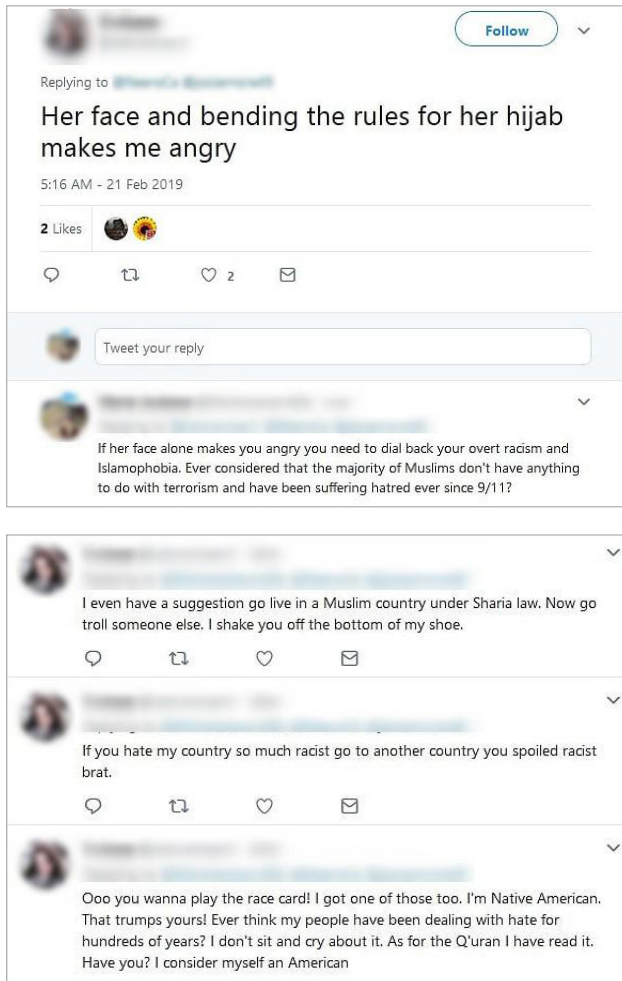 Follow
Replying to
Her face and bending the rules for her hijab
makes me angry
5:16 AM - 21 Feb 2019
2 Likes
2
Tweet your reply
If her face alone makes you angry you need to dial back your overt racism and
Islamophobia. Ever considered that the majority of Muslims don't have anything
to do with terrorism and have been suffering hatred ever since 9/11?
I even have a suggestion go live in a Muslim country under Sharia law. Now go
troll someone else. I shake you off the bottom of my shoe.
If you hate my country so much racist go to another country you spoiled racist
brat.
Ooo you wanna play the race card! I got one of those too. I'm Native American.
That trumps yours! Ever think my people have been dealing with hate for
hundreds of years? I don't sit and cry about it. As for the Q'uran I have read it.
Have you? I consider myself an American